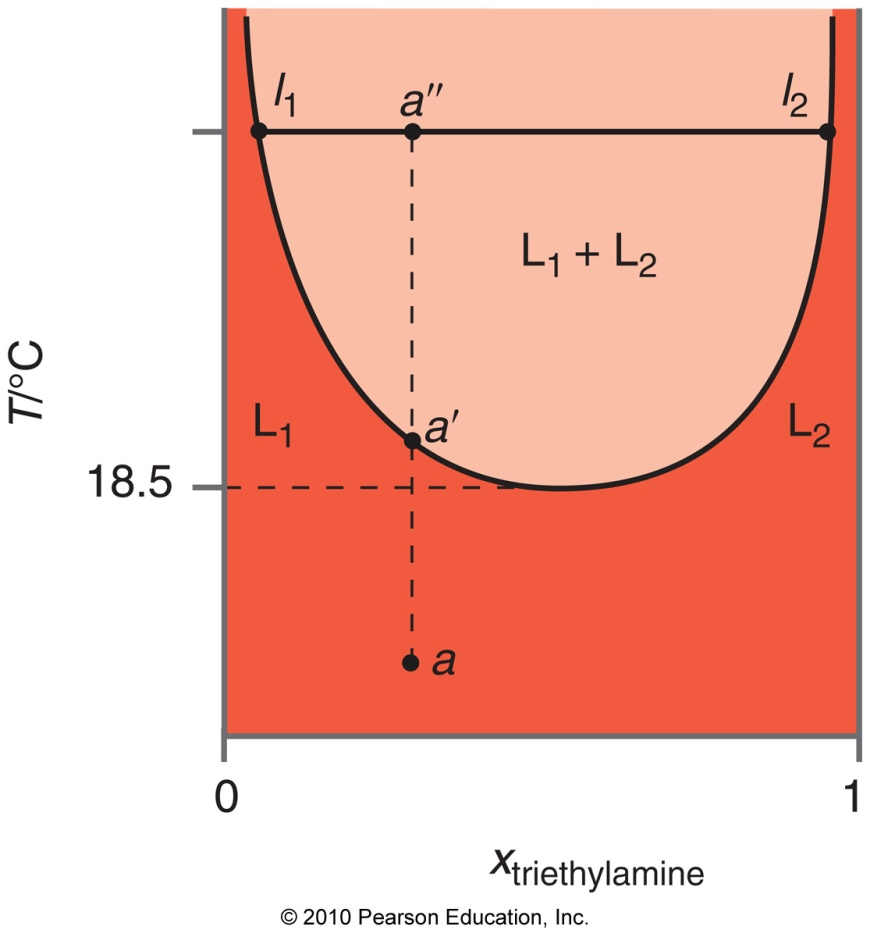 l₁
a″
l₂
L₁ + L₂
T/°C
L₁
a′
L₂
18.5
a
0
1
xtriethylamine
© 2010 Pearson Education, Inc.